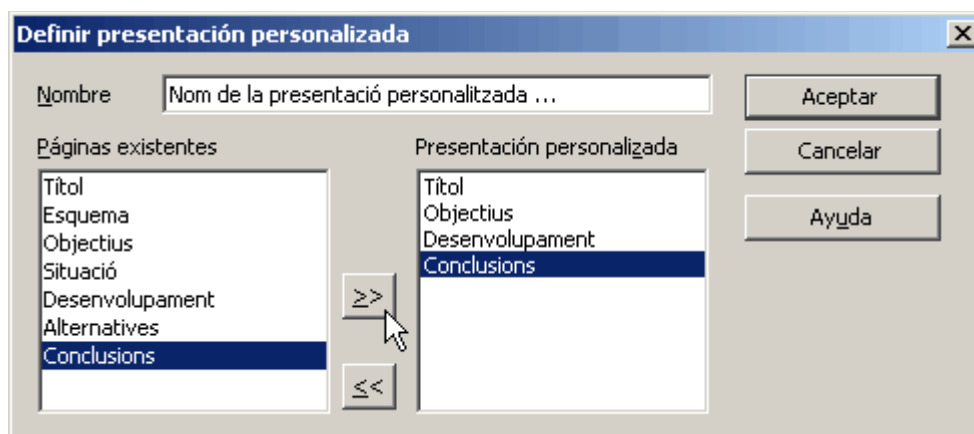 Definir presentación personalizada
Nombre
Nom de la presentació personalitzada ...
Aceptar
Páginas existentes
Presentación personalizada
Cancelar
Títol
Esquema
Objectius
Situació
Desenvolupament
Alternatives
Conclusions
>>
<<
Títol
Objectius
Desenvolupament
Conclusions
Ayuda